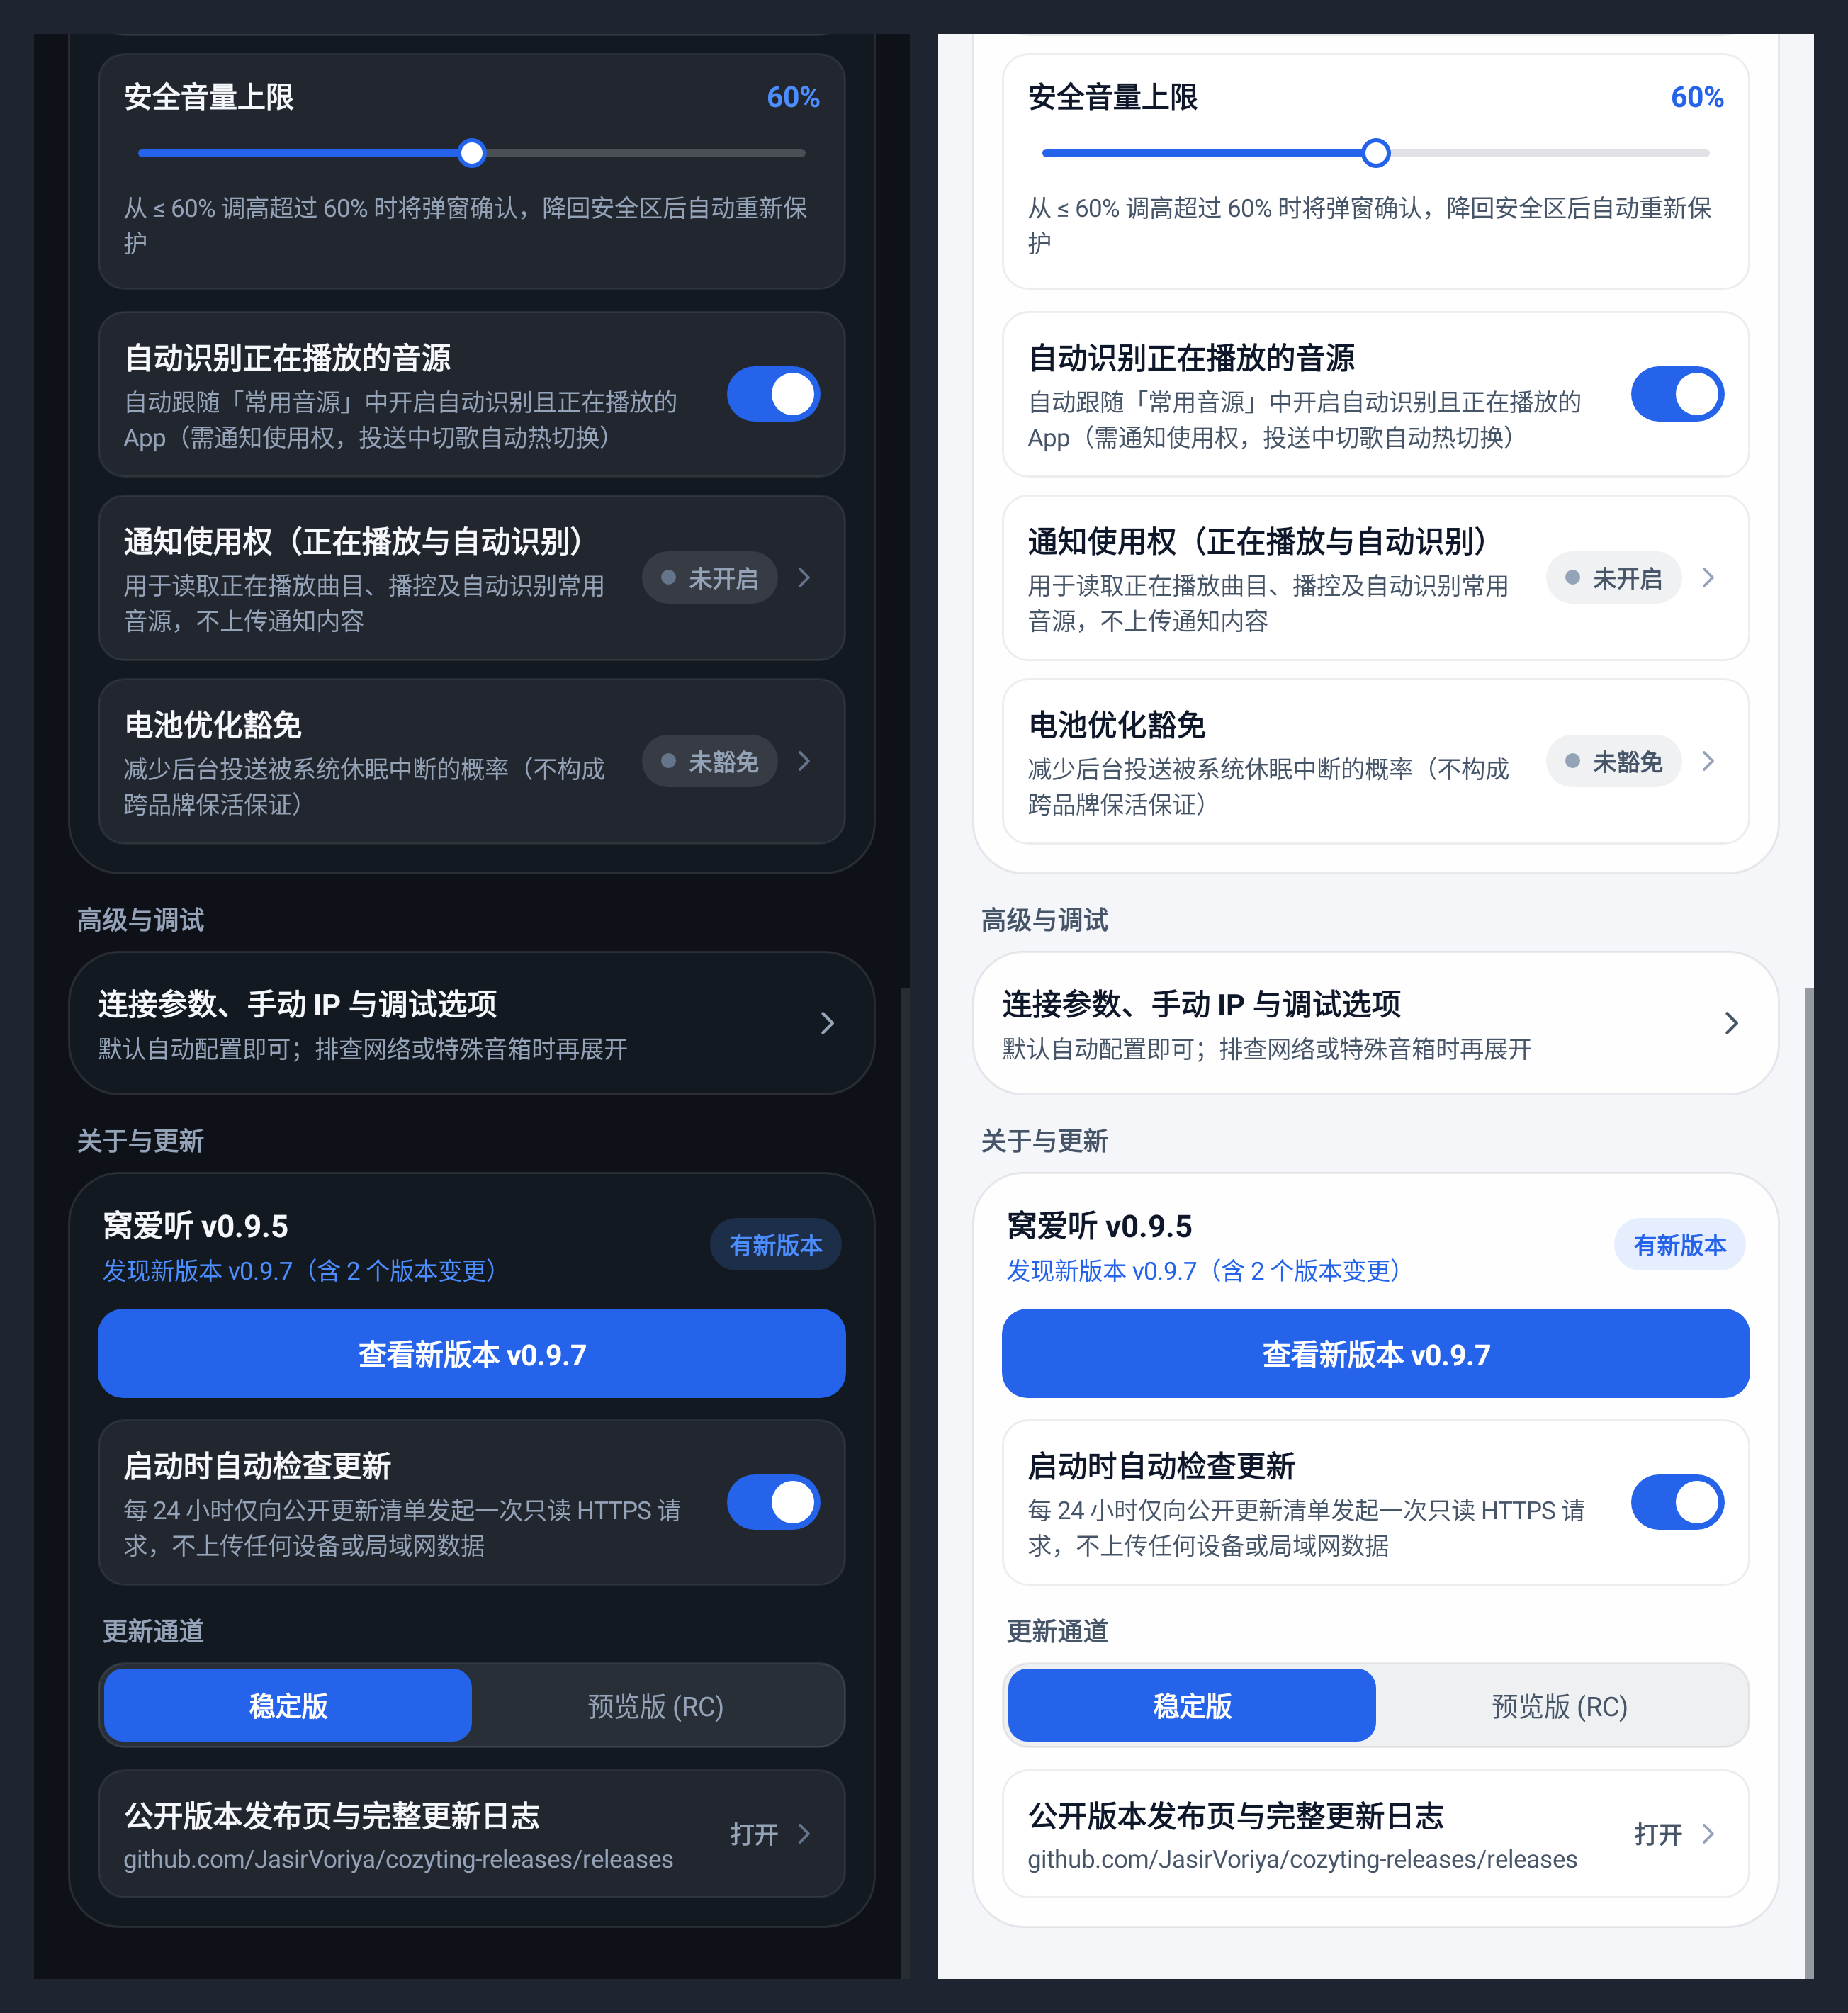 安全音量上限
60%
从 ≤ 60% 调高超过 60% 时将弹窗确认，降回安全区后自动重新保
护
自动识别正在播放的音源
自动跟随「常用音源」中开启自动识别且正在播放的
App（需通知使用权，投送中切歌自动热切换）
通知使用权（正在播放与自动识别）
用于读取正在播放曲目、播控及自动识别常用
音源，不上传通知内容
未开启
电池优化豁免
减少后台投送被系统休眠中断的概率（不构成
跨品牌保活保证）
未豁免
高级与调试
连接参数、手动 IP 与调试选项
默认自动配置即可；排查网络或特殊音箱时再展开
关于与更新
窝爱听 v0.9.5
发现新版本 v0.9.7（含 2 个版本变更）
有新版本
查看新版本 v0.9.7
启动时自动检查更新
每 24 小时仅向公开更新清单发起一次只读 HTTPS 请
求，不上传任何设备或局域网数据
更新通道
稳定版
预览版 (RC)
公开版本发布页与完整更新日志
github.com/JasirVoriya/cozyting-releases/releases
打开
安全音量上限
60%
从 ≤ 60% 调高超过 60% 时将弹窗确认，降回安全区后自动重新保
护
自动识别正在播放的音源
自动跟随「常用音源」中开启自动识别且正在播放的
App（需通知使用权，投送中切歌自动热切换）
通知使用权（正在播放与自动识别）
用于读取正在播放曲目、播控及自动识别常用
音源，不上传通知内容
未开启
电池优化豁免
减少后台投送被系统休眠中断的概率（不构成
跨品牌保活保证）
未豁免
高级与调试
连接参数、手动 IP 与调试选项
默认自动配置即可；排查网络或特殊音箱时再展开
关于与更新
窝爱听 v0.9.5
发现新版本 v0.9.7（含 2 个版本变更）
有新版本
查看新版本 v0.9.7
启动时自动检查更新
每 24 小时仅向公开更新清单发起一次只读 HTTPS 请
求，不上传任何设备或局域网数据
更新通道
稳定版
预览版 (RC)
公开版本发布页与完整更新日志
github.com/JasirVoriya/cozyting-releases/releases
打开